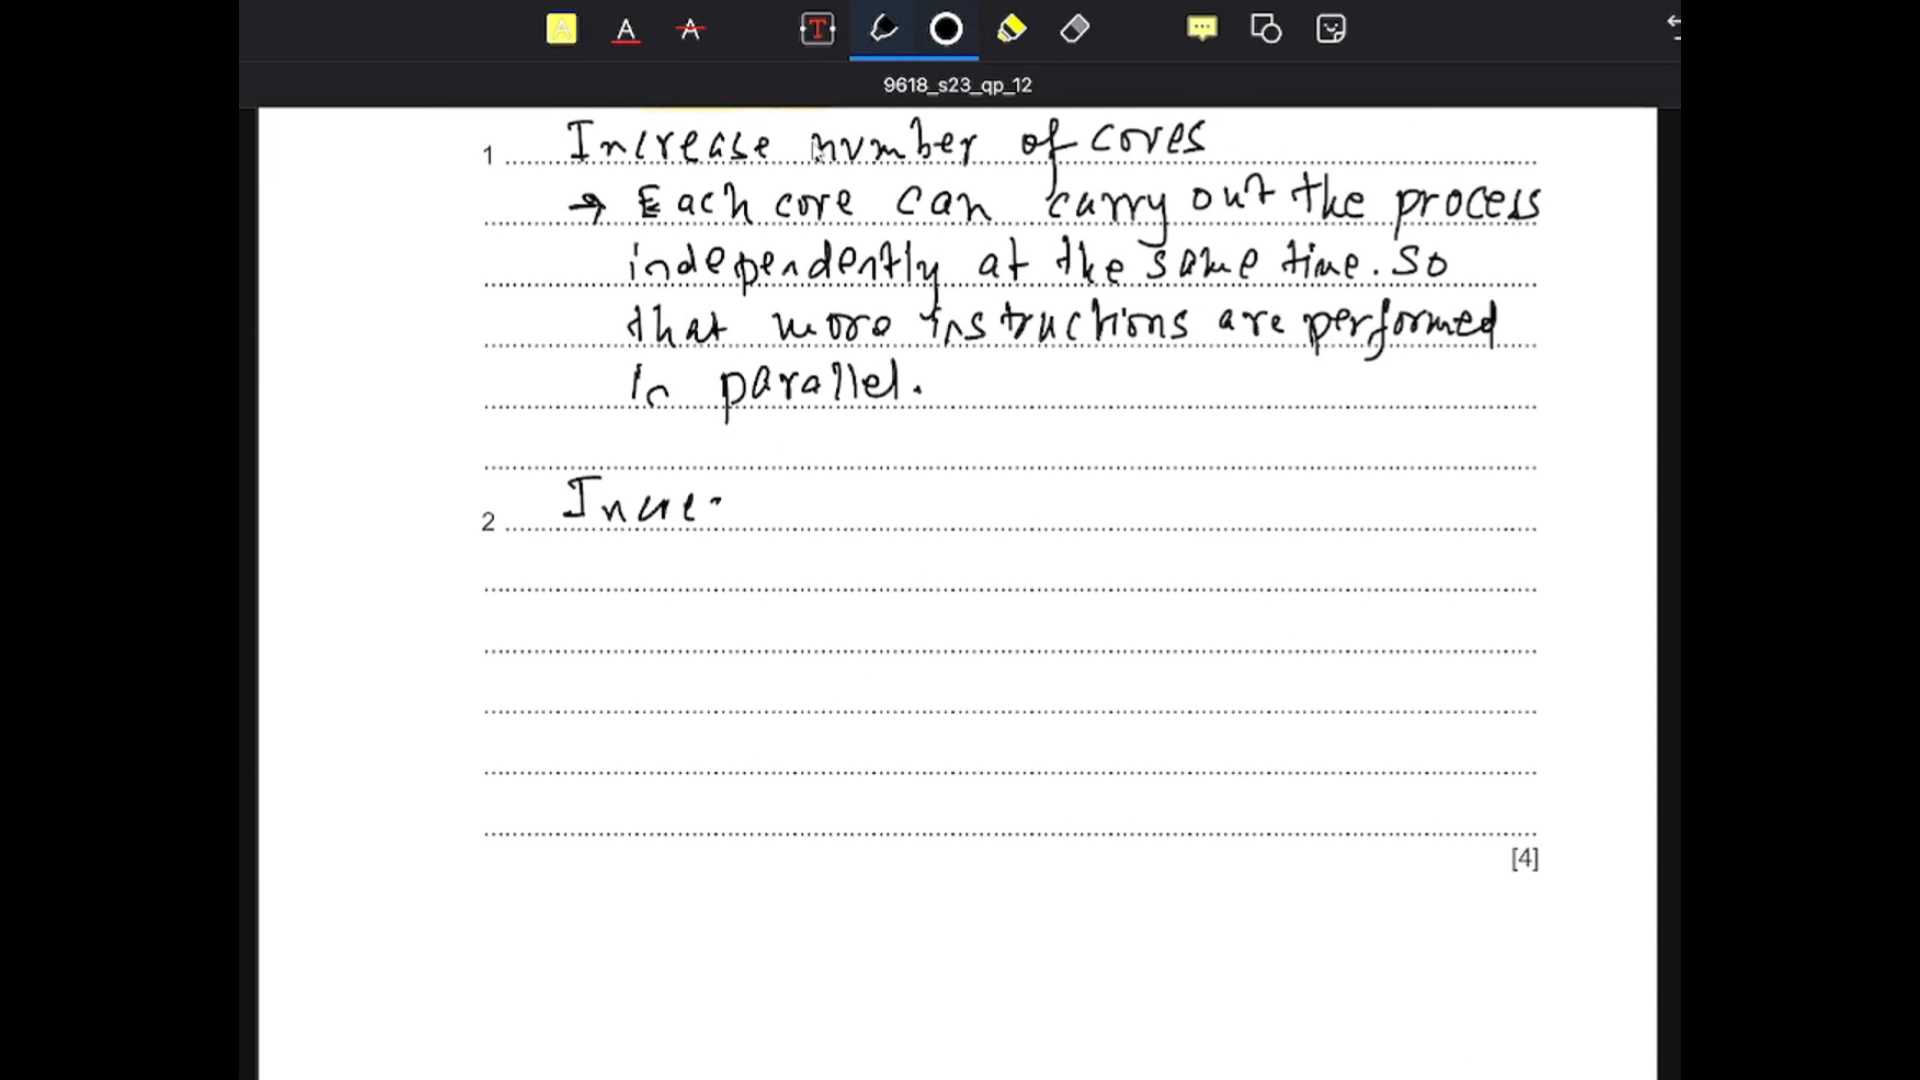 9618_s23_qp_12
1 Increase number of cores
→ Each core can carry out the process
independently at the same time. So
that more instructions are performed
in parallel.
2 Incre
[4]